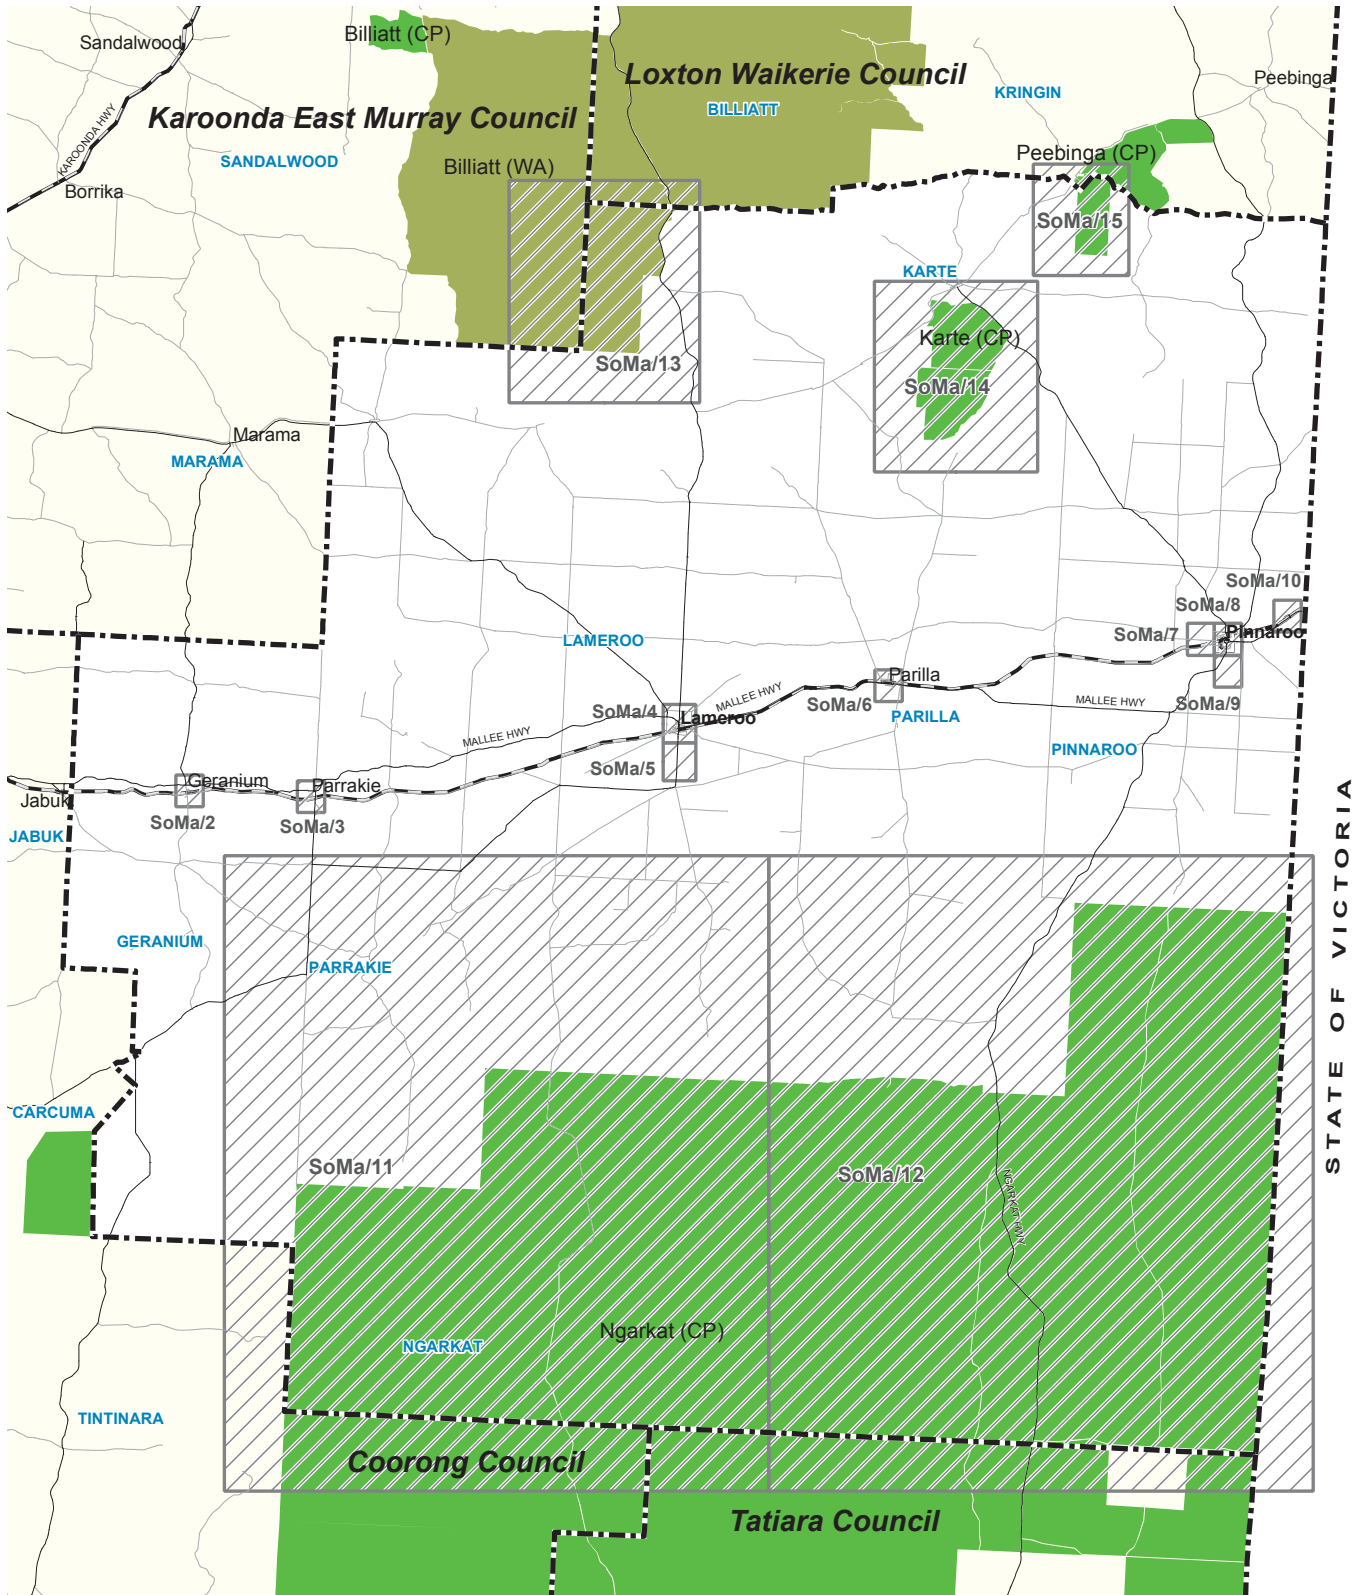 Sandalwood
Billiatt (CP)
Loxton Waikerie Council
Peebinga
KRINGIN
BILLIATT
KAROONDA HWY
Karoonda East Murray Council
SANDALWOOD
Billiatt (WA)
Peebinga (CP)
Borrika
SoMa/15
KARTE
Karte (CP)
SoMa/13
SoMa/14
Marama
MARAMA
SoMa/10
SoMa/8
SoMa/7
Pinnaroo
LAMEROO
Parilla
MALLEE HWY
MALLEE HWY
SoMa/6
SoMa/9
SoMa/4
Lameroo
PARILLA
MALLEE HWY
PINNAROO
SoMa/5
Geranium
Parrakie
Jabuk
SoMa/2
SoMa/3
JABUK
STATE OF VICTORIA
GERANIUM
PARRAKIE
CARCUMA
SoMa/11
SoMa/12
NGARKAT HWY
Ngarkat (CP)
NGARKAT
TINTINARA
Coorong Council
Tatiara Council